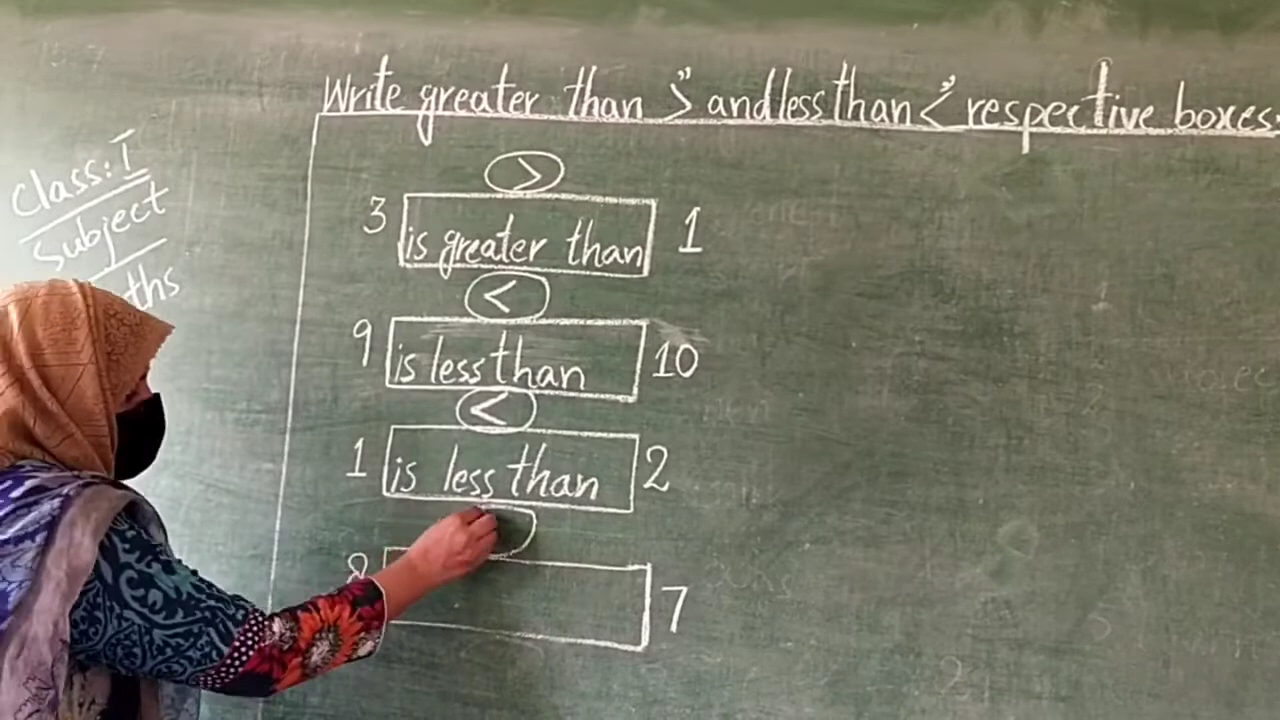 Write greater than >" and less than <" respective boxes.
Class: I
Subject
ths
>
3 is greater than 1
<
9 is less than 10
<
1 is less than 2
8 7